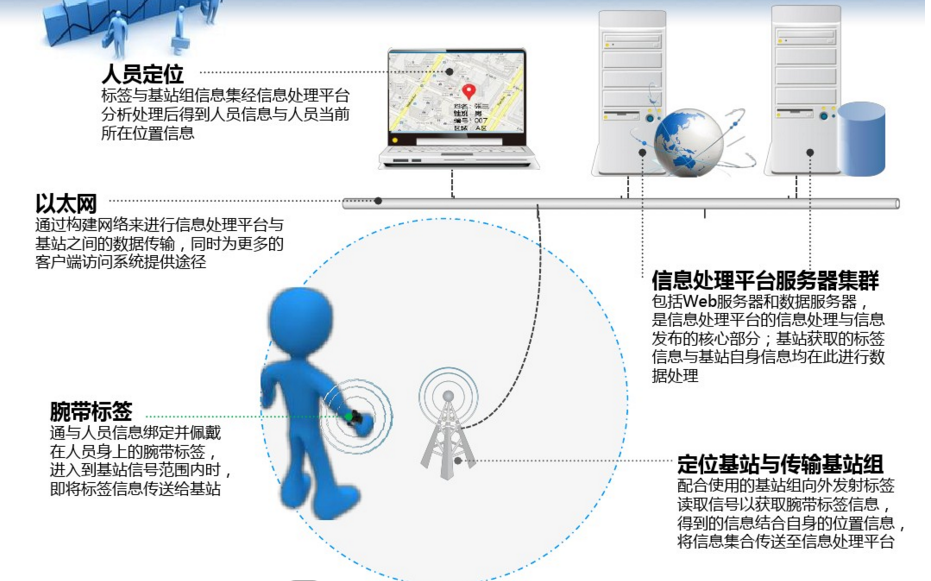 人员定位
标签与基站组信息集经信息处理平台
分析处理后得到人员信息与人员当前
所在位置信息
姓名：张三
性别：男
编号：007
区域：A区
以太网
通过构建网络来进行信息处理平台与
基站之间的数据传输，同时为更多的
客户端访问系统提供途径
信息处理平台服务器集群
包括Web服务器和数据服务器，
是信息处理平台的信息处理与信息
发布的核心部分；基站获取的标签
信息与基站自身信息均在此进行数
据处理
腕带标签
通与人员信息绑定并佩戴
在人员身上的腕带标签，
进入到基站信号范围内时，
即将标签信息传送给基站
定位基站与传输基站组
配合使用的基站组向外发射标签
读取信号以获取腕带标签信息，
得到的信息结合自身的位置信息，
将信息集合传送至信息处理平台